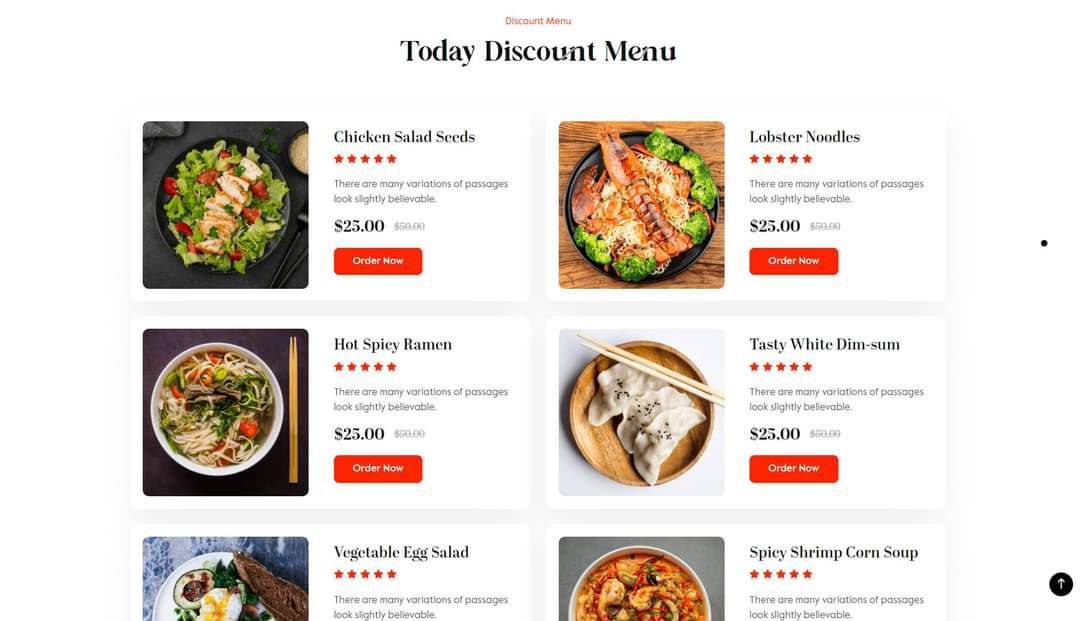 Discount Menu
Today Discount Menu
Chicken Salad Seeds
There are many variations of passages
look slightly believable.
$25.00 $50.00
Order Now
Lobster Noodles
There are many variations of passages
look slightly believable.
$25.00 $50.00
Order Now
Hot Spicy Ramen
There are many variations of passages
look slightly believable.
$25.00 $50.00
Order Now
Tasty White Dim-sum
There are many variations of passages
look slightly believable.
$25.00 $50.00
Order Now
Vegetable Egg Salad
There are many variations of passages
look slightly believable.
Spicy Shrimp Corn Soup
There are many variations of passages
look slightly believable.